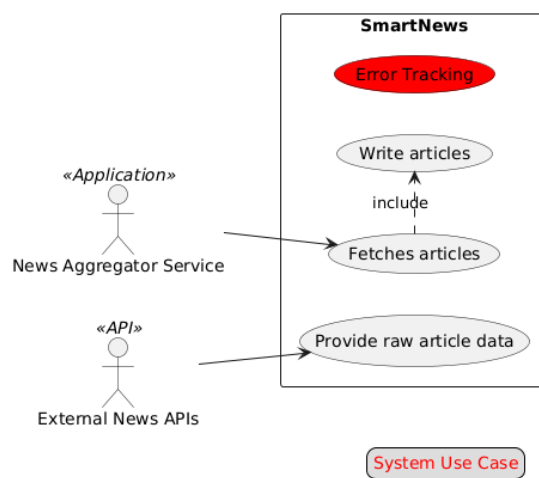 SmartNews
Error Tracking
«Application»
Write articles
include
News Aggregator Service
Fetches articles
«API»
Provide raw article data
External News APIs
System Use Case